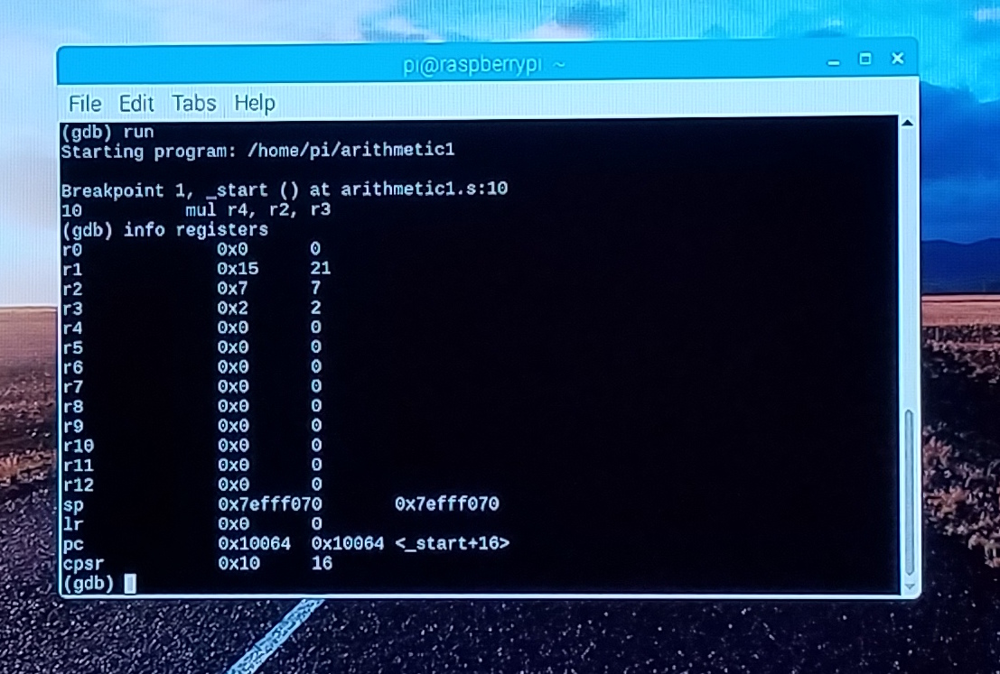 pi@raspberrypi ~
File Edit Tabs Help
(gdb) run
Starting program: /home/pi/arithmetic1
Breakpoint 1, _start () at arithmetic1.s:10
10 mul r4, r2, r3
(gdb) info registers
r0 0x0 0
r1 0x15 21
r2 0x7 7
r3 0x2 2
r4 0x0 0
r5 0x0 0
r6 0x0 0
r7 0x0 0
r8 0x0 0
r9 0x0 0
r10 0x0 0
r11 0x0 0
r12 0x0 0
sp 0x7efff070 0x7efff070
lr 0x0 0
pc 0x10064 0x10064 <_start+16>
cpsr 0x10 16
(gdb)